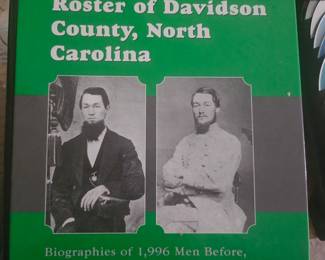 Roster of Davidson
County, North
Carolina
Biographies of 1,996 Men Before,